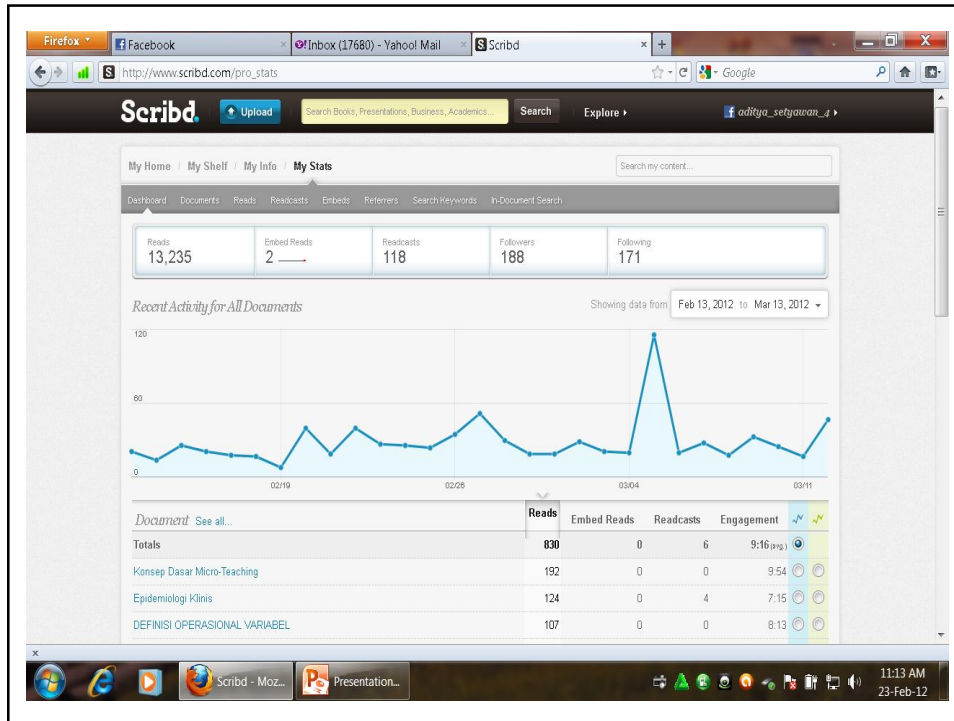 Firefox
Facebook
Inbox (17680) - Yahoo! Mail
Scribd
http://www.scribd.com/pro_stats
Google
Scribd.
Upload
Search Books, Presentations, Business, Academics...
Search
Explore
aditya_setyawan_4
My Home / My Shelf / My Info / My Stats
Search my content...
Dashboard Documents Reads Readcasts Embeds Referrers Search Keywords In-Document Search
Reads Embed Reads Readcasts Followers Following
13,235 2 118 188 171
Recent Activity for All Documents
Showing data from Feb 13, 2012 to Mar 13, 2012
120
60
0
02/19 02/26 03/04 03/11
Document See all... Reads Embed Reads Readcasts Engagement
Totals 830 0 6 9:16 (avg.)
Konsep Dasar Micro-Teaching 192 0 0 9:54
Epidemiologi Klinis 124 0 4 7:15
DEFINISI OPERASIONAL VARIABEL 107 0 0 8:13
x
Scribd - Moz...
Presentation...
11:13 AM
23-Feb-12